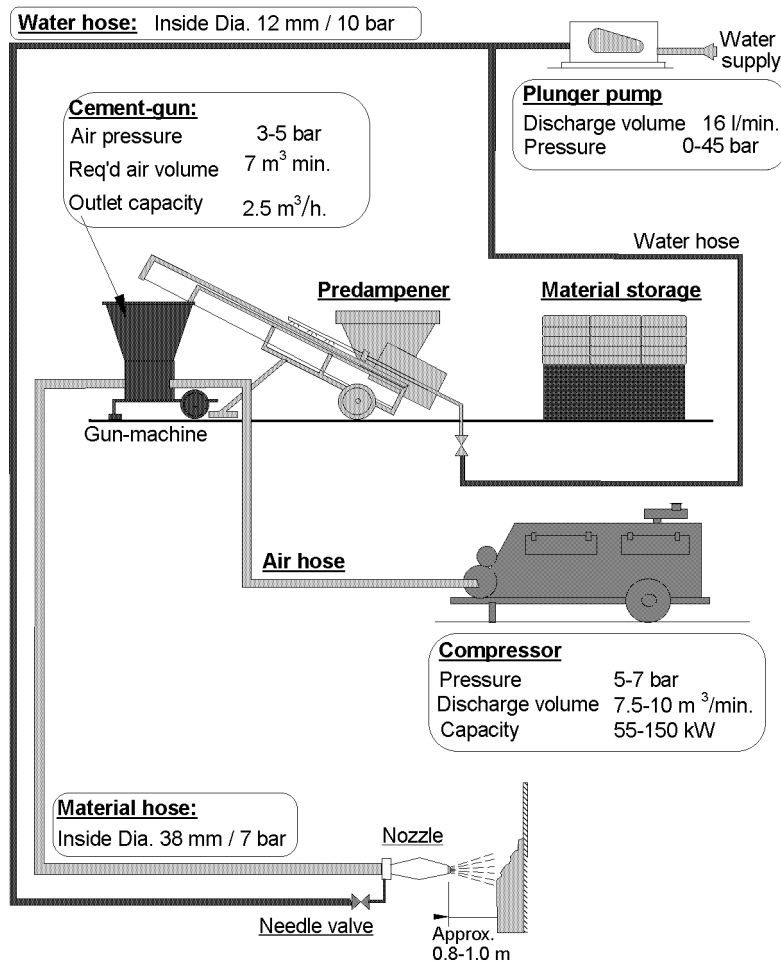 Water hose: Inside Dia. 12 mm / 10 bar
Water
supply
Plunger pump
Discharge volume 16 l/min.
Pressure 0-45 bar
Cement-gun:
Air pressure 3-5 bar
Req'd air volume 7 m³ min.
Outlet capacity 2.5 m³/h.
Water hose
Predampener
Material storage
Gun-machine
Air hose
Compressor
Pressure 5-7 bar
Discharge volume 7.5-10 m ³/min.
Capacity 55-150 kW
Material hose:
Inside Dia. 38 mm / 7 bar
Nozzle
Needle valve
Approx.
0.8-1.0 m